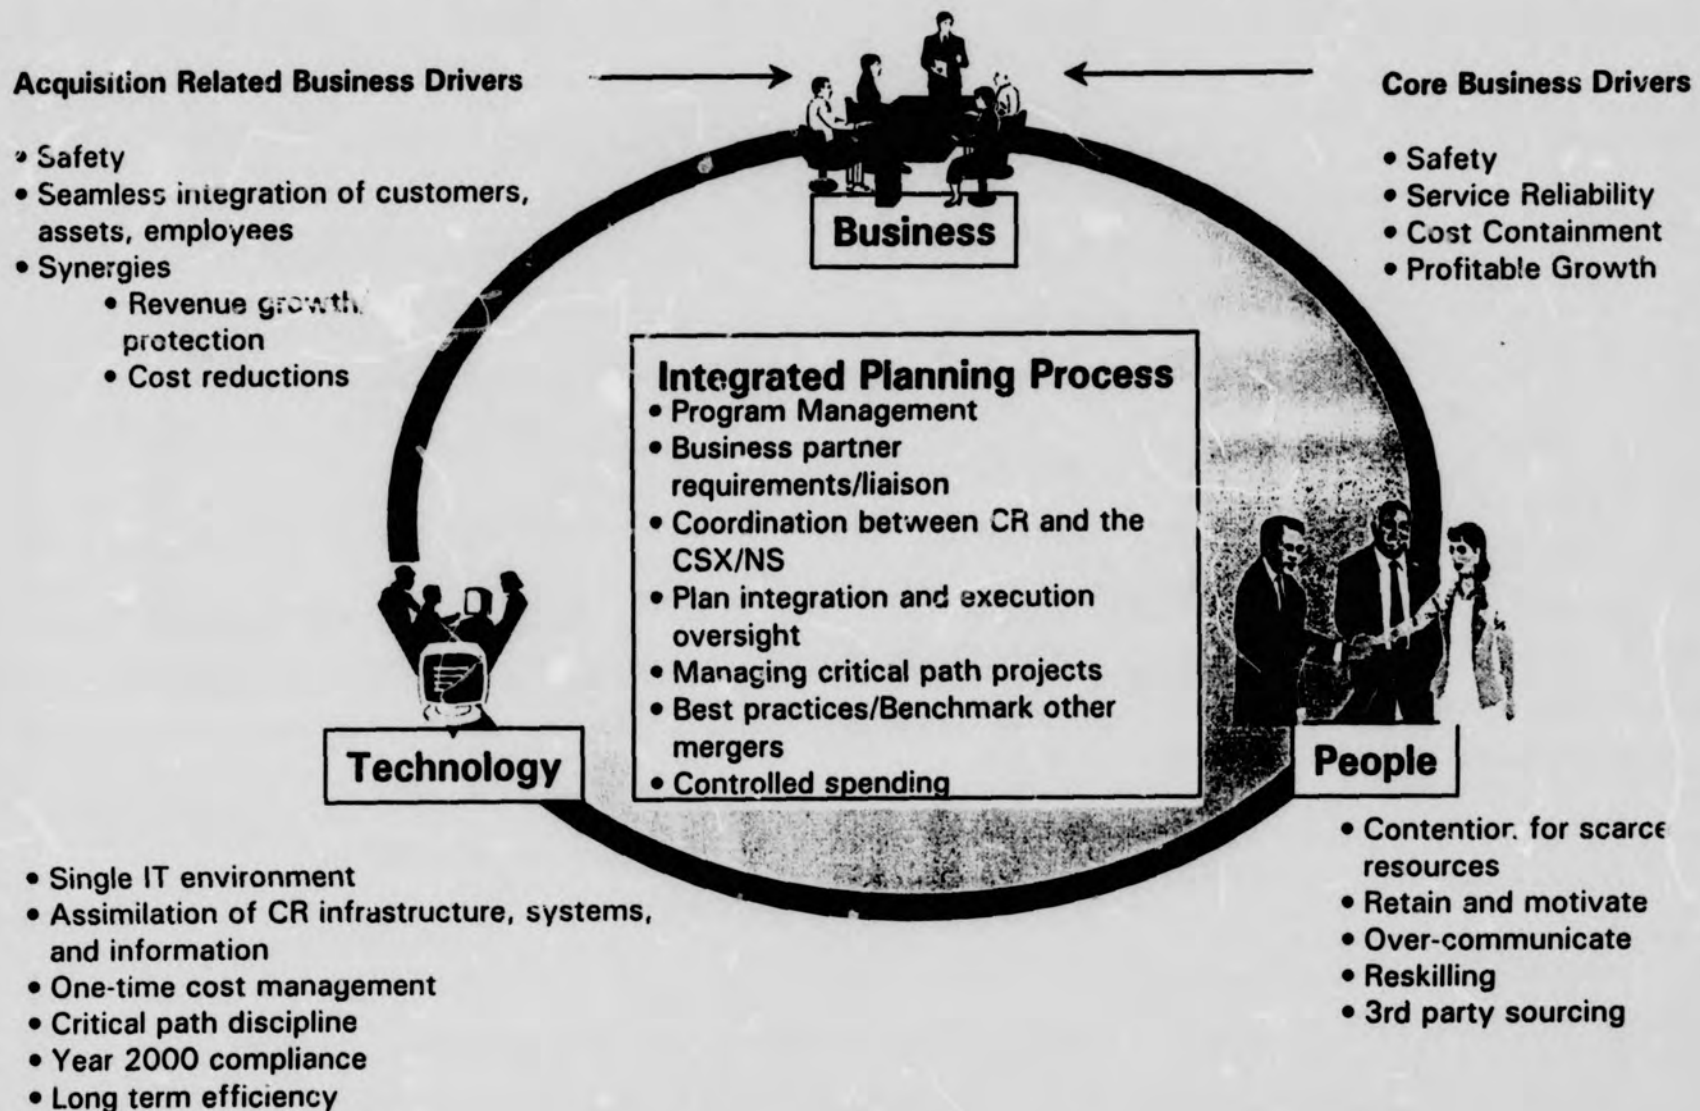 Acquisition Related Business Drivers
• Safety
• Seamless integration of customers,
assets, employees
• Synergies
• Revenue growth,
protection
• Cost reductions
Core Business Drivers
• Safety
• Service Reliability
• Cost Containment
• Profitable Growth
Business
Integrated Planning Process
• Program Management
• Business partner
requirements/liaison
• Coordination between CR and the
CSX/NS
• Plan integration and execution
oversight
• Managing critical path projects
• Best practices/Benchmark other
mergers
• Controlled spending
Technology
• Single IT environment
• Assimilation of CR infrastructure, systems,
and information
• One-time cost management
• Critical path discipline
• Year 2000 compliance
• Long term efficiency
People
• Contention for scarce
resources
• Retain and motivate
• Over-communicate
• Reskilling
• 3rd party sourcing